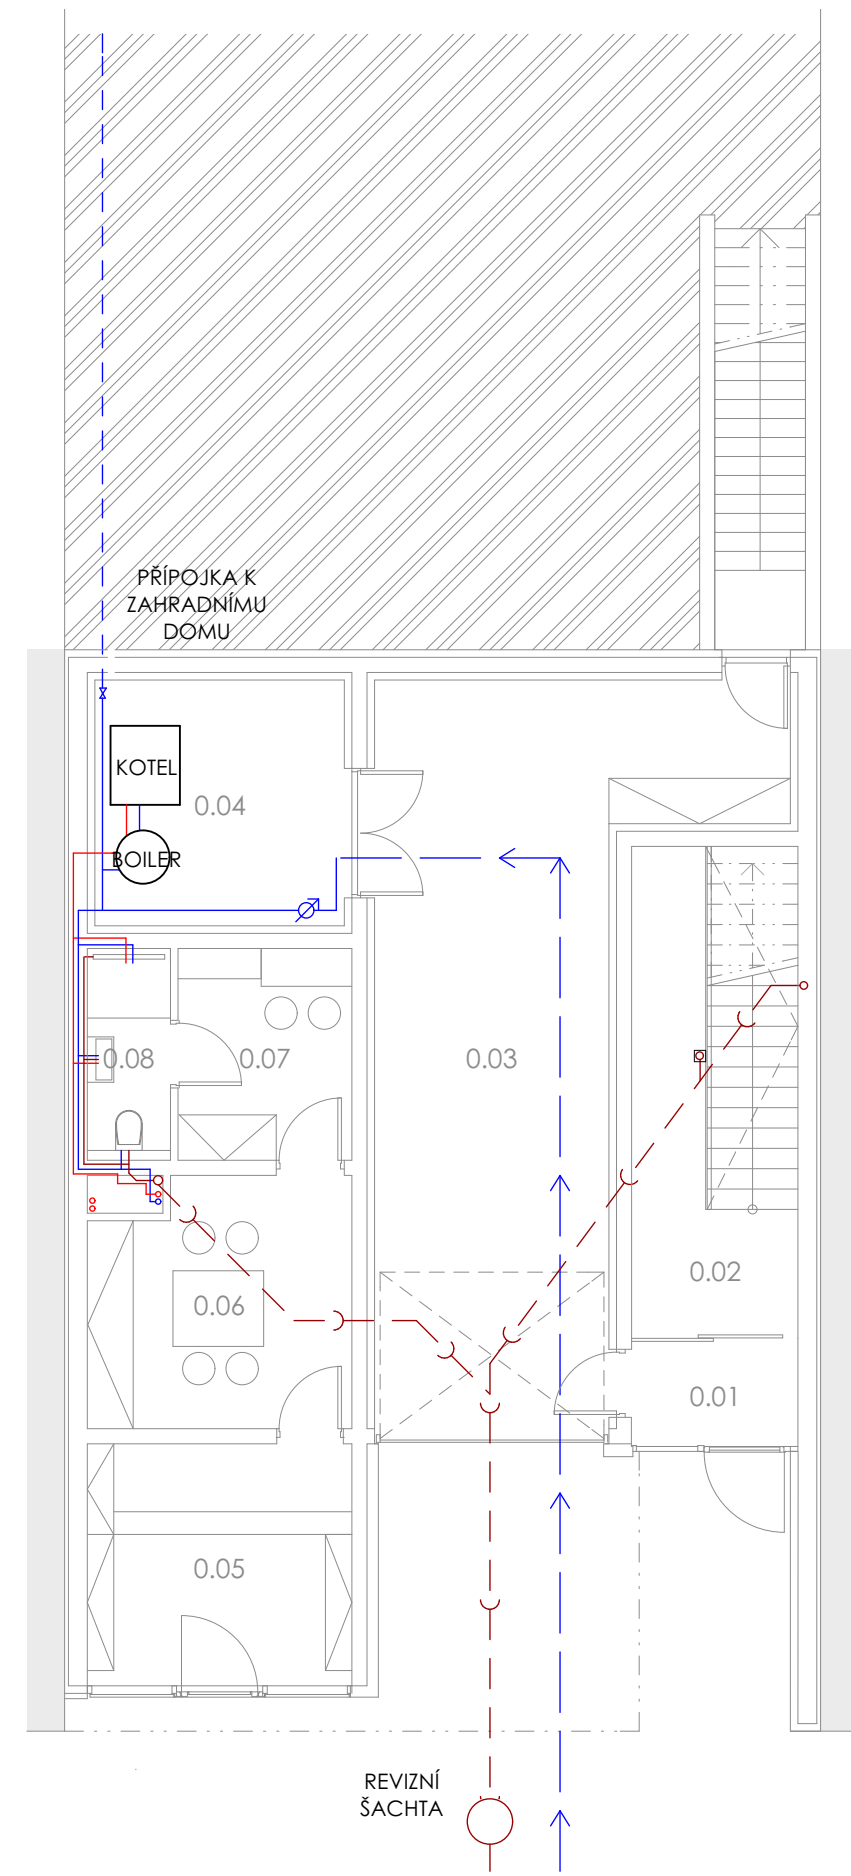 PŘÍPOJKA K
ZAHRADNÍMU
DOMU
KOTEL
0.04
BOILER
0.08
0.07
0.03
0.02
0.06
0.01
0.05
REVIZNÍ
ŠACHTA